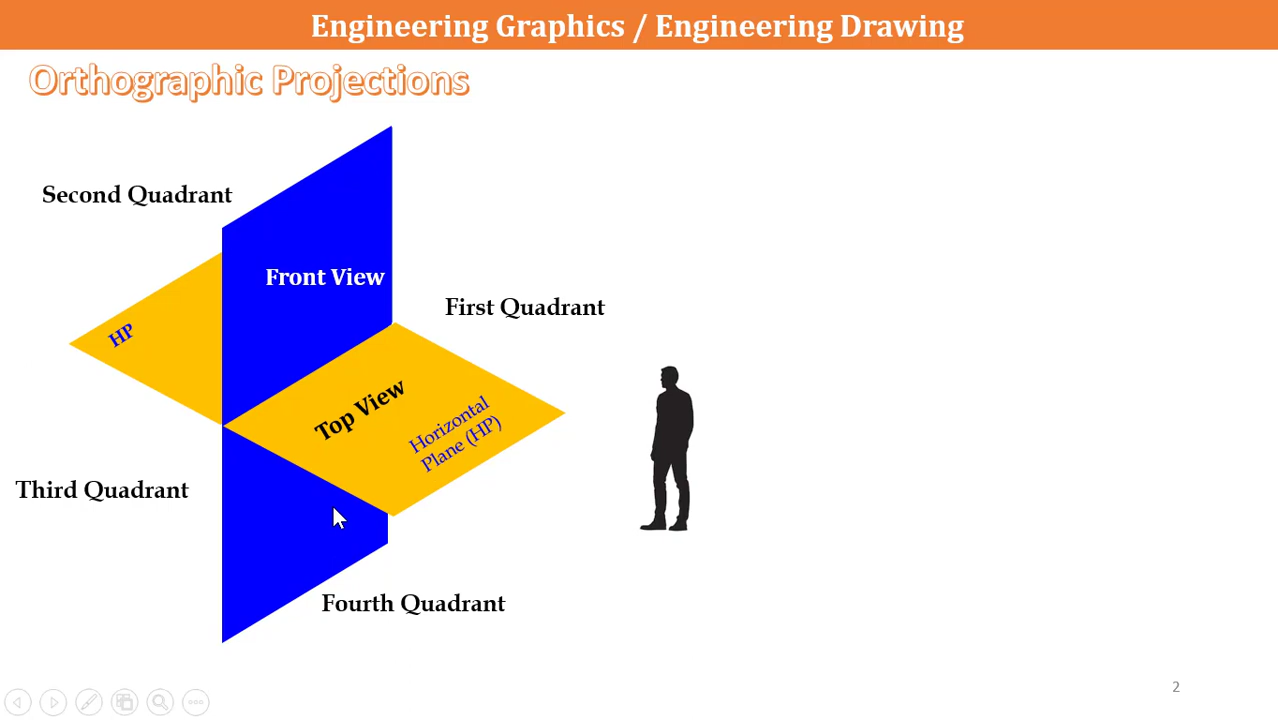 Engineering Graphics / Engineering Drawing
Orthographic Projections
Second Quadrant
Front View
First Quadrant
HP
Top View
Horizontal
Plane (HP)
Third Quadrant
Fourth Quadrant
2